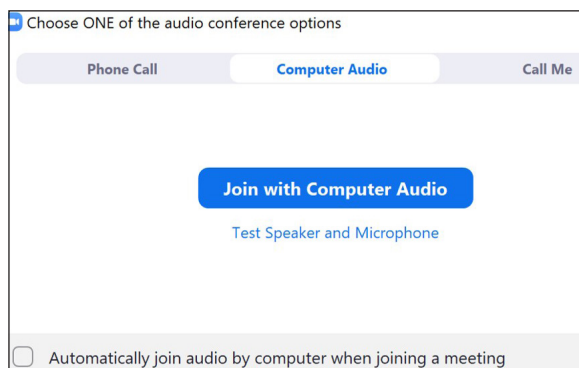 Choose ONE of the audio conference options
Phone Call Computer Audio Call Me
Join with Computer Audio
Test Speaker and Microphone
Automatically join audio by computer when joining a meeting